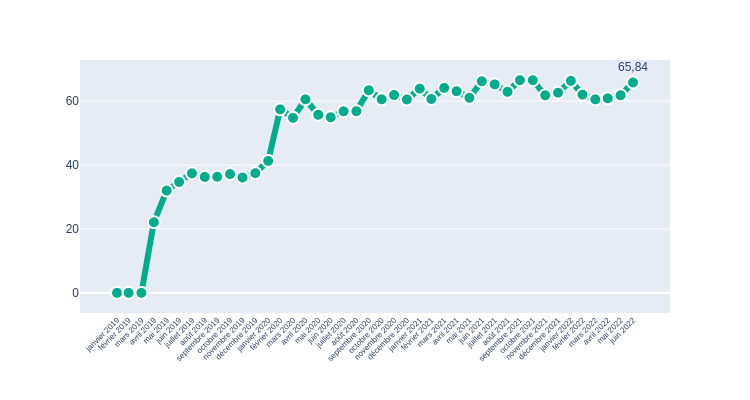 65,84
60
40
20
0
janvier 2019
février 2019
mars 2019
avril 2019
mai 2019
juin 2019
juillet 2019
août 2019
septembre 2019
octobre 2019
novembre 2019
décembre 2019
janvier 2020
février 2020
mars 2020
avril 2020
mai 2020
juin 2020
juillet 2020
août 2020
septembre 2020
octobre 2020
novembre 2020
décembre 2020
janvier 2021
février 2021
mars 2021
avril 2021
mai 2021
juin 2021
juillet 2021
août 2021
septembre 2021
octobre 2021
novembre 2021
décembre 2021
janvier 2022
février 2022
mars 2022
avril 2022
mai 2022
juin 2022